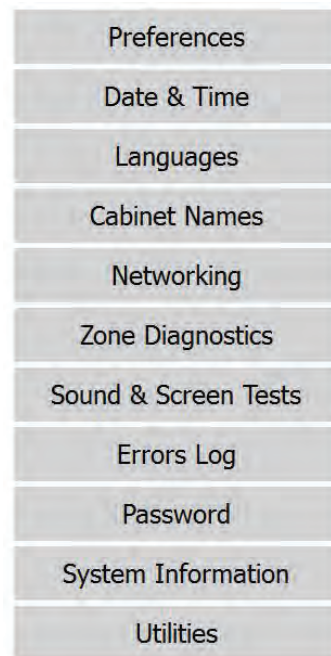 Preferences
Date & Time
Languages
Cabinet Names
Networking
Zone Diagnostics
Sound & Screen Tests
Errors Log
Password
System Information
Utilities